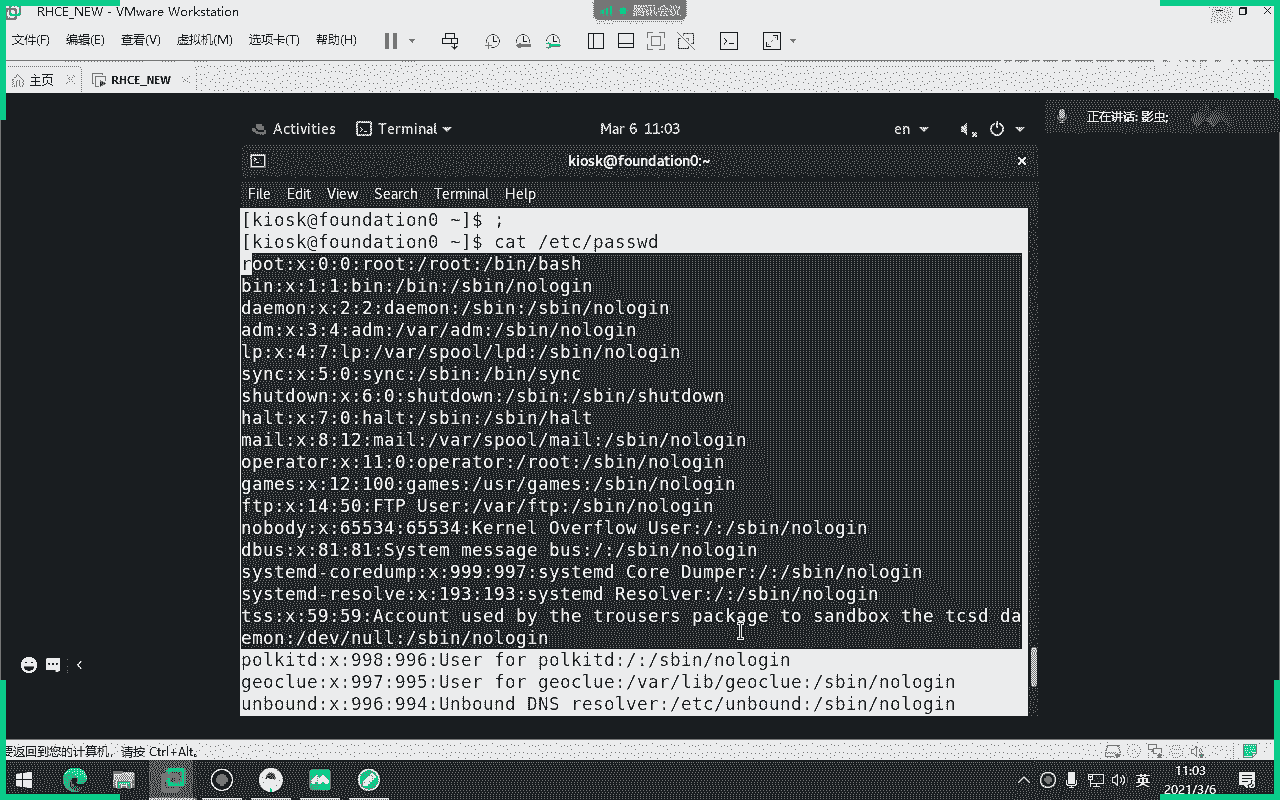 RHCE_NEW - VMware Workstation
腾讯会议
文件(F) 编辑(E) 查看(V) 虚拟机(M) 选项卡(T) 帮助(H)
主页 × RHCE_NEW ×
正在讲话: 影虫;
Activities Terminal Mar 6 11:03 en
kiosk@foundation0:~
File Edit View Search Terminal Help
[kiosk@foundation0 ~]$ ;
[kiosk@foundation0 ~]$ cat /etc/passwd
root:x:0:0:root:/root:/bin/bash
bin:x:1:1:bin:/bin:/sbin/nologin
daemon:x:2:2:daemon:/sbin:/sbin/nologin
adm:x:3:4:adm:/var/adm:/sbin/nologin
lp:x:4:7:lp:/var/spool/lpd:/sbin/nologin
sync:x:5:0:sync:/sbin:/bin/sync
shutdown:x:6:0:shutdown:/sbin:/sbin/shutdown
halt:x:7:0:halt:/sbin:/sbin/halt
mail:x:8:12:mail:/var/spool/mail:/sbin/nologin
operator:x:11:0:operator:/root:/sbin/nologin
games:x:12:100:games:/usr/games:/sbin/nologin
ftp:x:14:50:FTP User:/var/ftp:/sbin/nologin
nobody:x:65534:65534:Kernel Overflow User:/:/sbin/nologin
dbus:x:81:81:System message bus:/:/sbin/nologin
systemd-coredump:x:999:997:systemd Core Dumper:/:/sbin/nologin
systemd-resolve:x:193:193:systemd Resolver:/:/sbin/nologin
tss:x:59:59:Account used by the trousers package to sandbox the tcsd da
emon:/dev/null:/sbin/nologin
polkitd:x:998:996:User for polkitd:/:/sbin/nologin
geoclue:x:997:995:User for geoclue:/var/lib/geoclue:/sbin/nologin
unbound:x:996:994:Unbound DNS resolver:/etc/unbound:/sbin/nologin
要返回到您的计算机，请按 Ctrl+Alt。
英
11:03
2021/3/6